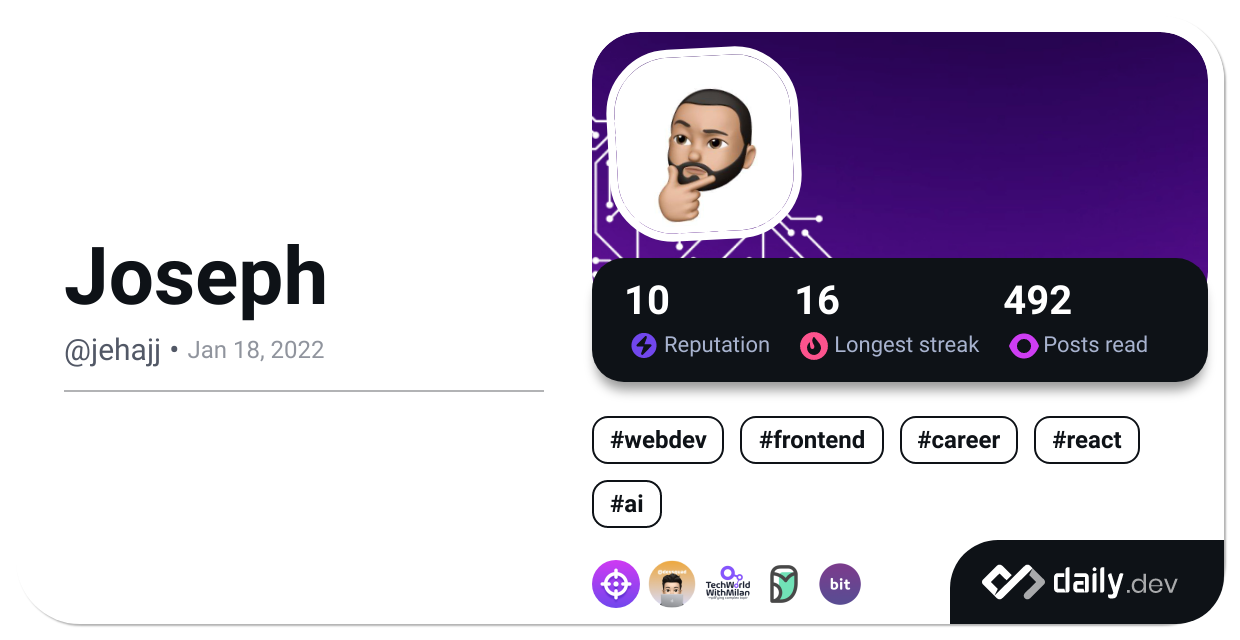 Joseph
@jehajj • Jan 18, 2022
10 16 492
Reputation Longest streak Posts read
#webdev #frontend #career #react
#ai
TechWorld
WithMilan
bit
daily.dev